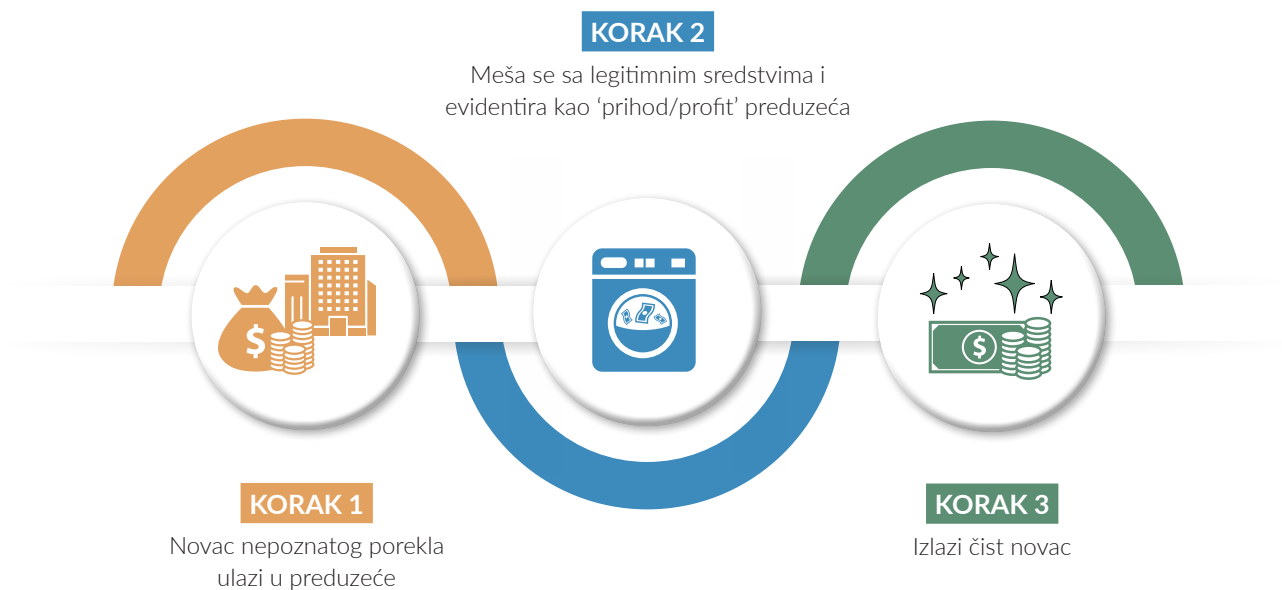 KORAK 1
Novac nepoznatog porekla
ulazi u preduzeće
KORAK 2
Meša se sa legitimnim sredstvima i
evidentira kao ‘prihod/profit’ preduzeća
KORAK 3
Izlazi čist novac